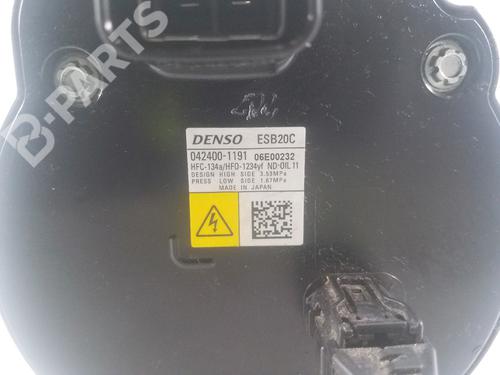 B-PARTS
DENSO ESB20C
042400-1191 06E00232
HFC-134a/HFO-1234yf ND-OIL 11
DESIGN HIGH SIDE 3.53MPa
PRESS LOW SIDE 1.67MPa
MADE IN JAPAN